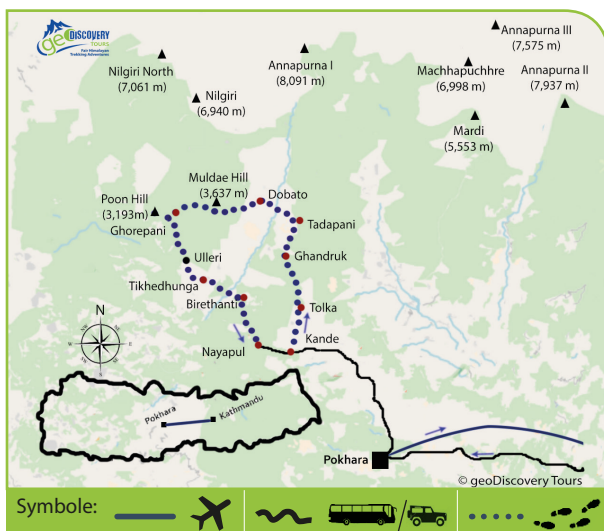 geo DISCOVERY
TOURS
Fair Himalayan
Trekking Adventures
Annapurna III
(7,575 m)
Nilgiri North
(7,061 m)
Annapurna I
(8,091 m)
Machhapuchhre
(6,998 m)
Annapurna II
(7,937 m)
Nilgiri
(6,940 m)
Mardi
(5,553 m)
Muldae Hill
(3,637 m)
Dobato
Poon Hill
(3,193m)
Ghorepani
Tadapani
Ulleri
Ghandruk
Tikhedhunga
Birethanti
Tolka
N
Nayapul
Kande
Pokhara
Kathmandu
Pokhara
© geoDiscovery Tours
Symbole:
/